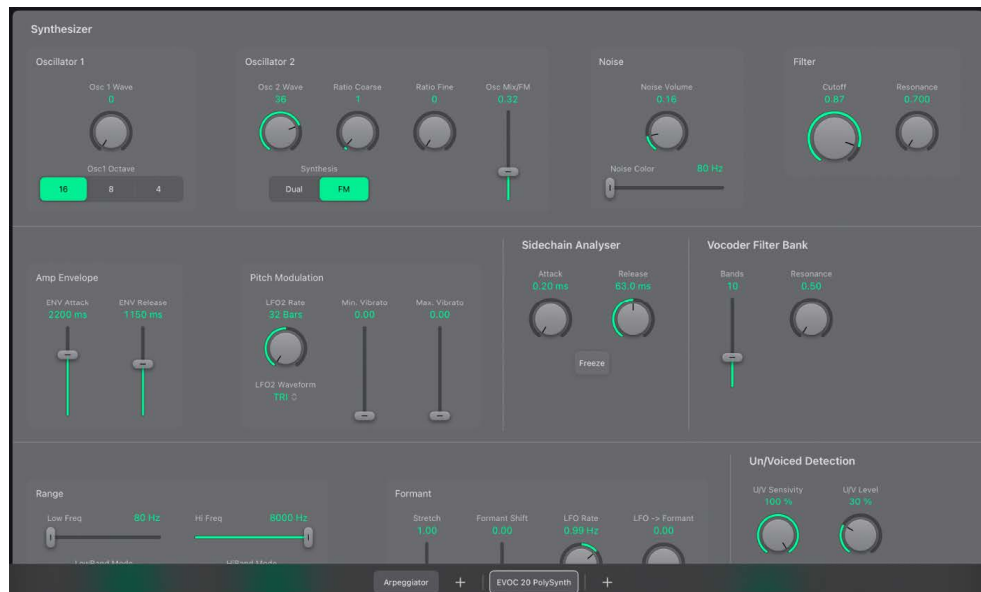 Synthesizer
Oscillator 1
Osc 1 Wave
0
Osc1 Octave
16 8 4
Oscillator 2
Osc 2 Wave Ratio Coarse Ratio Fine Osc Mix/FM
36 1 0 0.32
Synthesis
Dual FM
Noise
Noise Volume
0.16
Noise Color 80 Hz
Filter
Cutoff Resonance
0.87 0.700
Amp Envelope
ENV Attack ENV Release
2200 ms 1150 ms
Pitch Modulation
LFO2 Rate Min. Vibrato Max. Vibrato
32 Bars 0.00 0.00
LFO2 Waveform
TRI
Sidechain Analyser
Attack Release
0.20 ms 63.0 ms
Freeze
Vocoder Filter Bank
Bands Resonance
10 0.50
Range
Low Freq 80 Hz Hi Freq 8000 Hz
LowBand Mode HiBand Mode
Formant
Stretch Formant Shift LFO Rate LFO -> Formant
1.00 0.00 0.99 Hz 0.00
Un/Voiced Detection
U/V Sensivity U/V Level
100 % 30 %
Arpeggiator + EVOC 20 PolySynth +